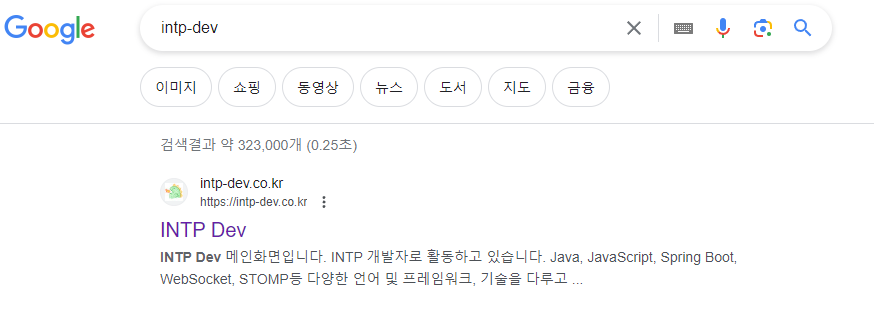 Google
intp-dev
이미지 쇼핑 동영상 뉴스 도서 지도 금융
검색결과 약 323,000개 (0.25초)
intp-dev.co.kr
https://intp-dev.co.kr
INTP Dev
INTP Dev 메인화면입니다. INTP 개발자로 활동하고 있습니다. Java, JavaScript, Spring Boot,
WebSocket, STOMP등 다양한 언어 및 프레임워크, 기술을 다루고 ...